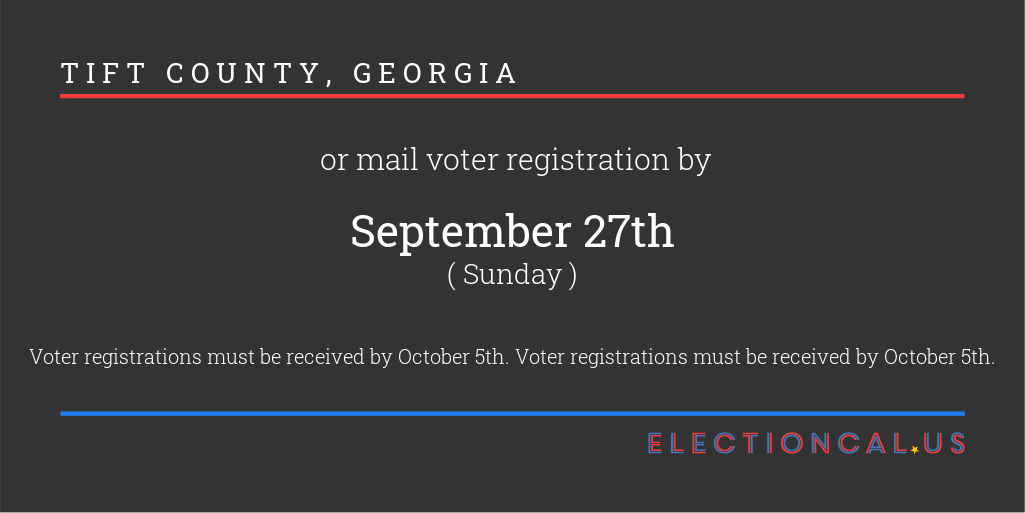 TIFT COUNTY, GEORGIA
or mail voter registration by
September 27th
( Sunday )
Voter registrations must be received by October 5th. Voter registrations must be received by October 5th.
ELECTIONCAL.US